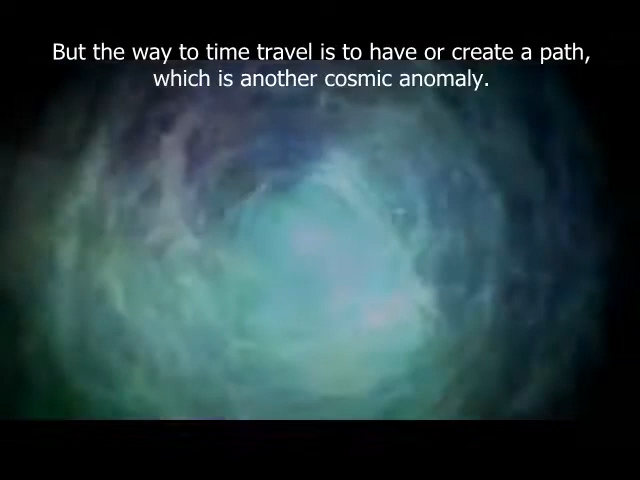 But the way to time travel is to have or create a path,
which is another cosmic anomaly.